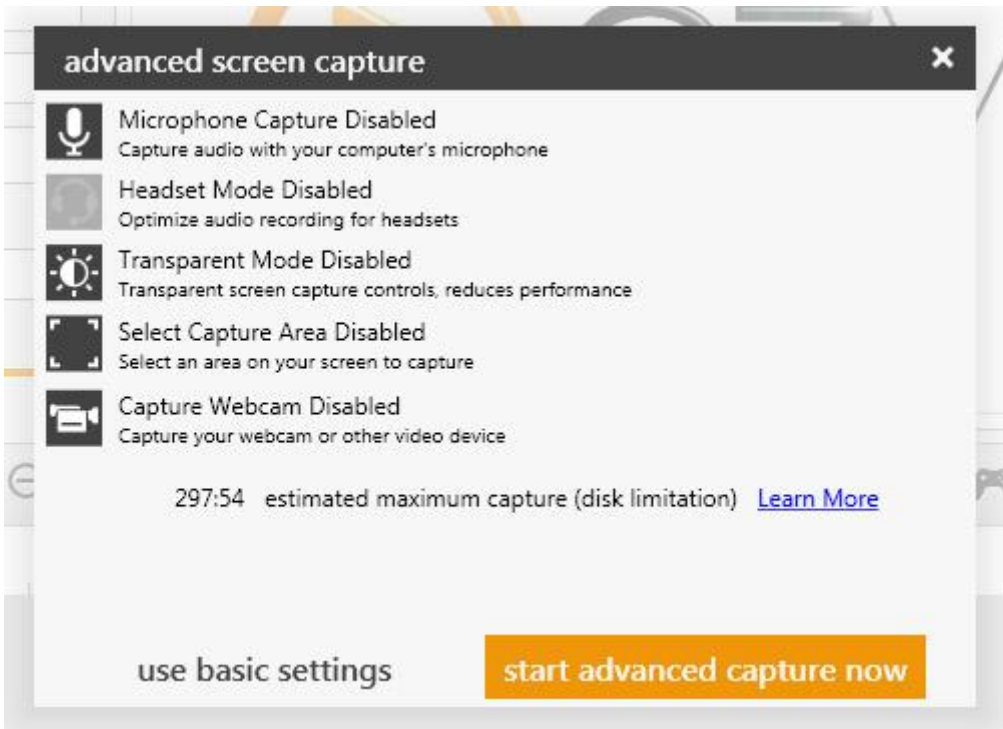 advanced screen capture
Microphone Capture Disabled
Capture audio with your computer's microphone
Headset Mode Disabled
Optimize audio recording for headsets
Transparent Mode Disabled
Transparent screen capture controls, reduces performance
Select Capture Area Disabled
Select an area on your screen to capture
Capture Webcam Disabled
Capture your webcam or other video device
297:54 estimated maximum capture (disk limitation) Learn More
use basic settings
start advanced capture now